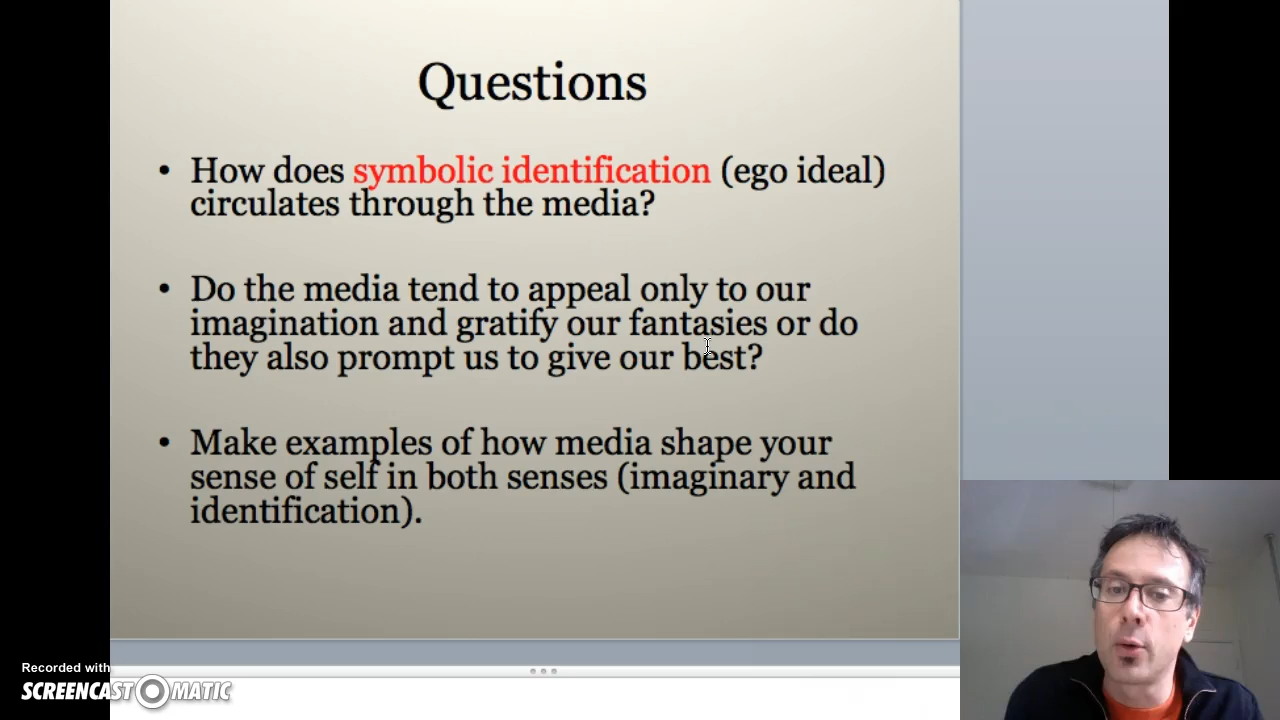 Questions
• How does symbolic identification (ego ideal)
circulates through the media?
• Do the media tend to appeal only to our
imagination and gratify our fantasies or do
they also prompt us to give our best?
• Make examples of how media shape your
sense of self in both senses (imaginary and
identification).
Recorded with
SCREENCAST-O-MATIC